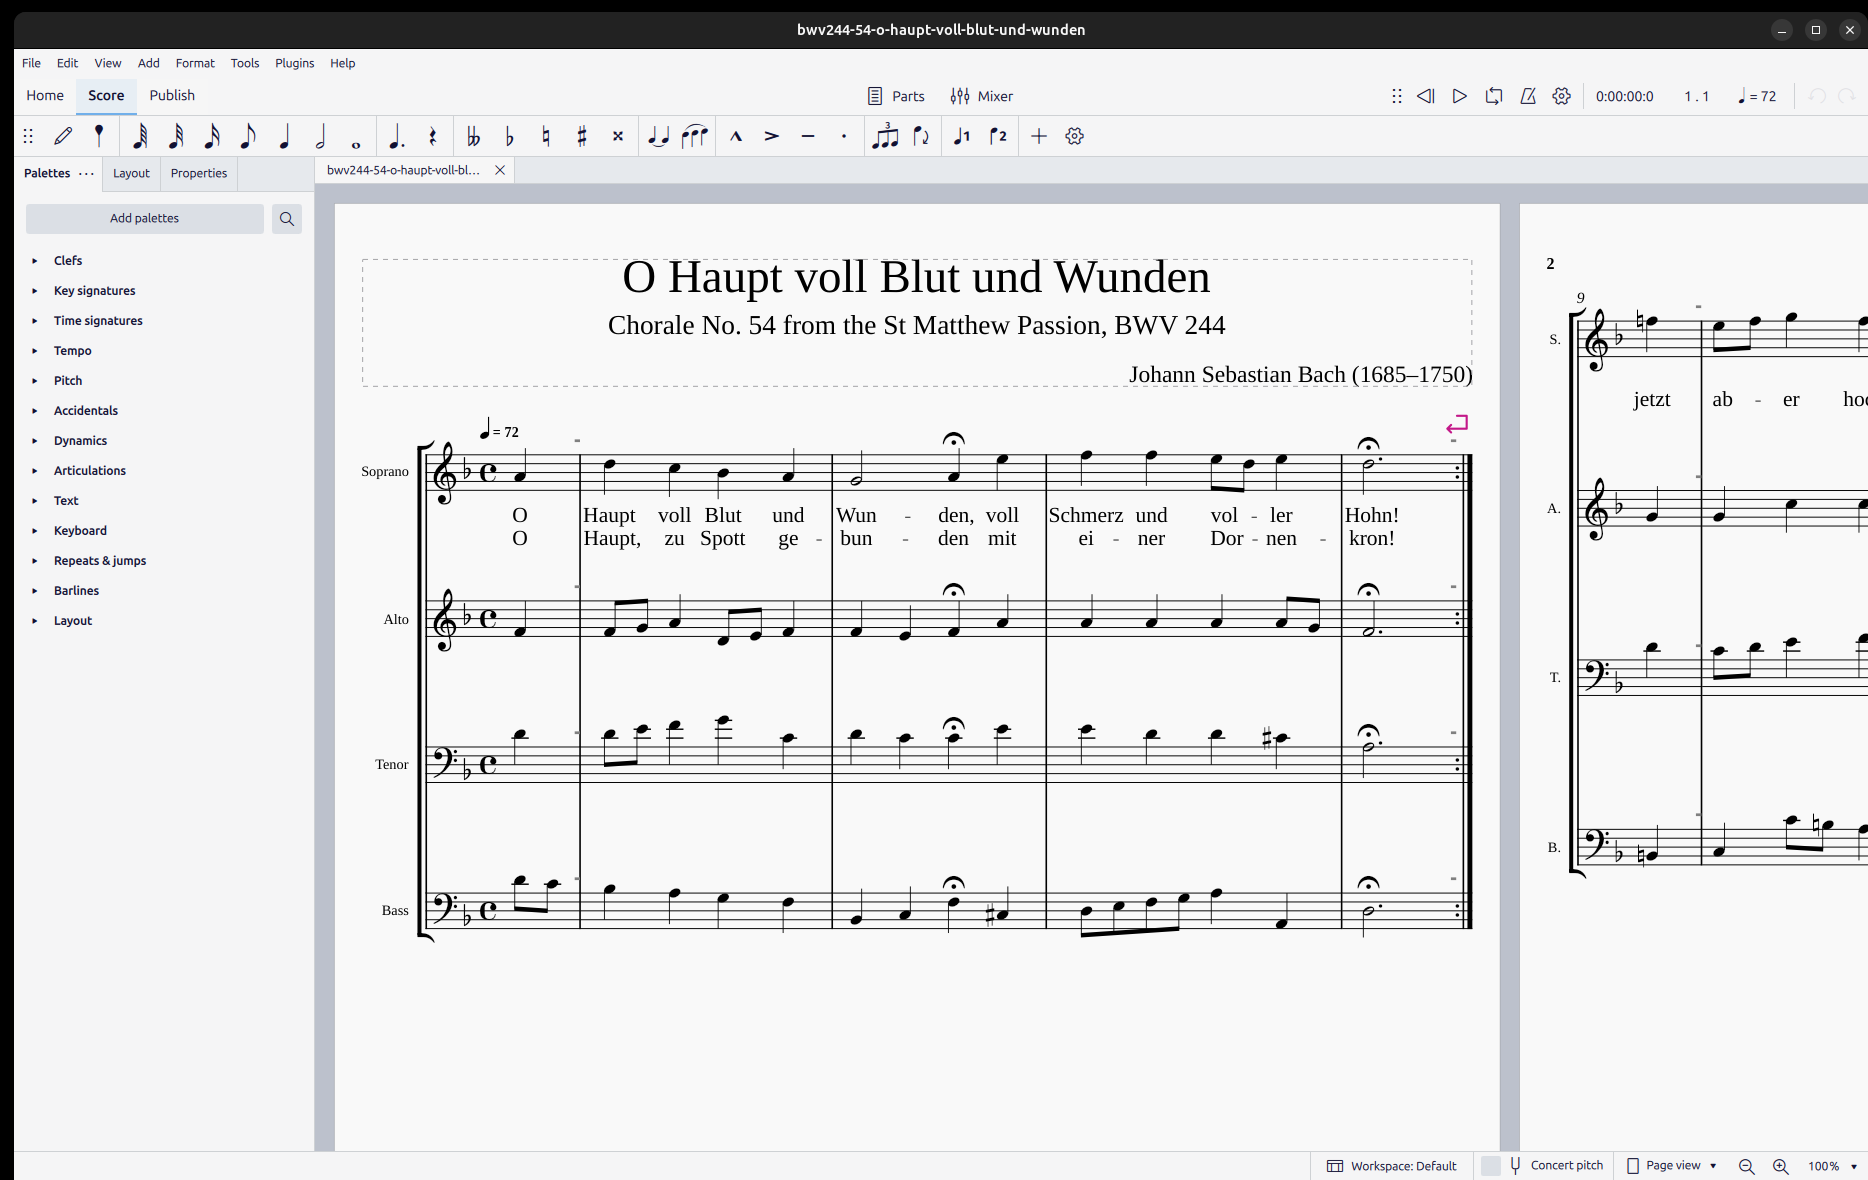 bwv244-54-o-haupt-voll-blut-und-wunden
File Edit View Add Format Tools Plugins Help
Home Score Publish
Parts Mixer
0:00:00:0 1 . 1 = 72
3 1 2
Palettes ... Layout Properties
bwv244-54-o-haupt-voll-bl...
Add palettes
Clefs
Key signatures
Time signatures
Tempo
Pitch
Accidentals
Dynamics
Articulations
Text
Keyboard
Repeats & jumps
Barlines
Layout
O Haupt voll Blut und Wunden
Chorale No. 54 from the St Matthew Passion, BWV 244
Johann Sebastian Bach (1685–1750)
= 72
Soprano
O Haupt voll Blut und Wun - den, voll Schmerz und vol - ler Hohn!
O Haupt, zu Spott ge - bun - den mit ei - ner Dor - nen - kron!
Alto
Tenor
Bass
2
9
S.
jetzt ab - er
A.
T.
B.
Workspace: Default Concert pitch Page view 100%